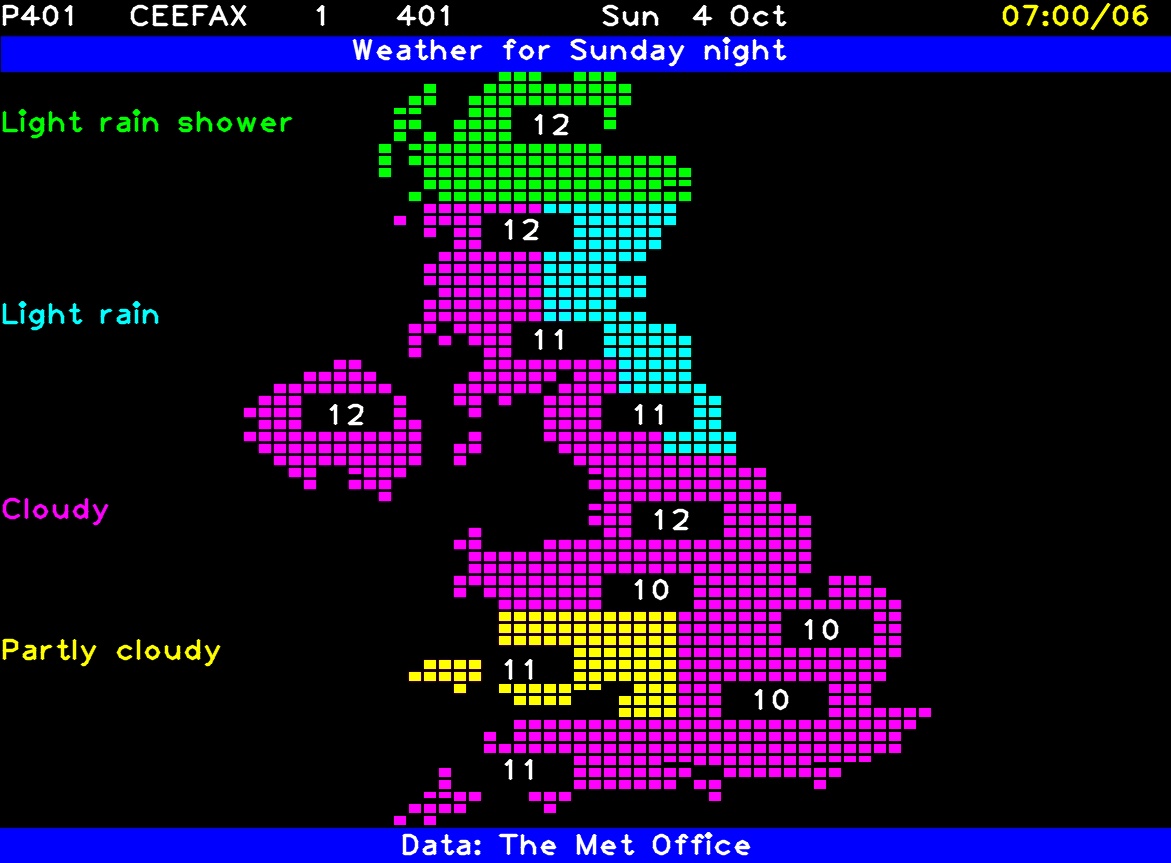 P401 CEEFAX 1 401 Sun 4 Oct 07:00/06
Weather for Sunday night
Light rain shower
12
12
Light rain
11
12
11
Cloudy
12
10
10
Partly cloudy
11
10
11
Data: The Met Office